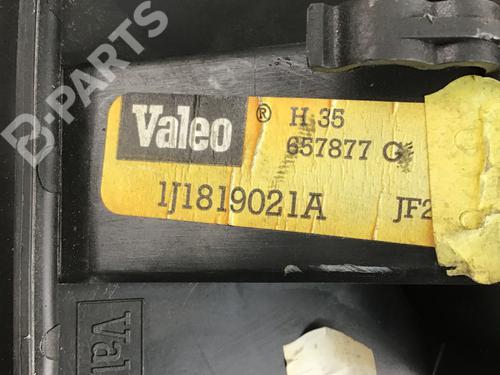 B-PARTS
Valeo ® H 35
657877 C
1J1819021A JF2
Val